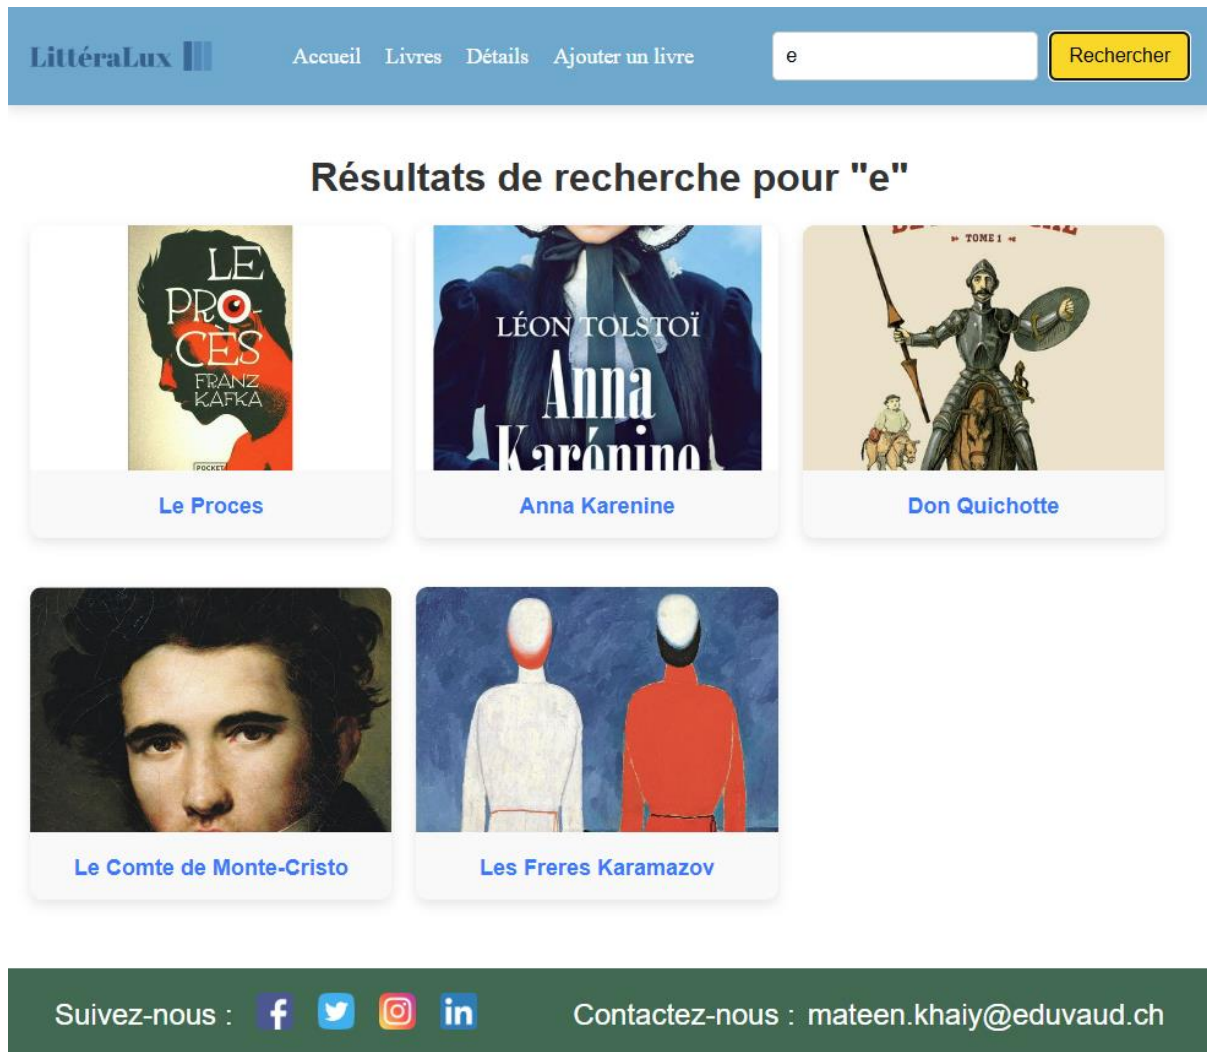 LittéraLux
Accueil Livres Détails Ajouter un livre
e
Rechercher
Résultats de recherche pour "e"
LE
PRO-
CÈS
FRANZ
KAFKA
POCKET
Le Proces
LÉON TOLSTOÏ
Anna
Karénine
Anna Karenine
TOME 1
Don Quichotte
Le Comte de Monte-Cristo
Les Freres Karamazov
Suivez-nous :
f
in
Contactez-nous : mateen.khaiy@eduvaud.ch